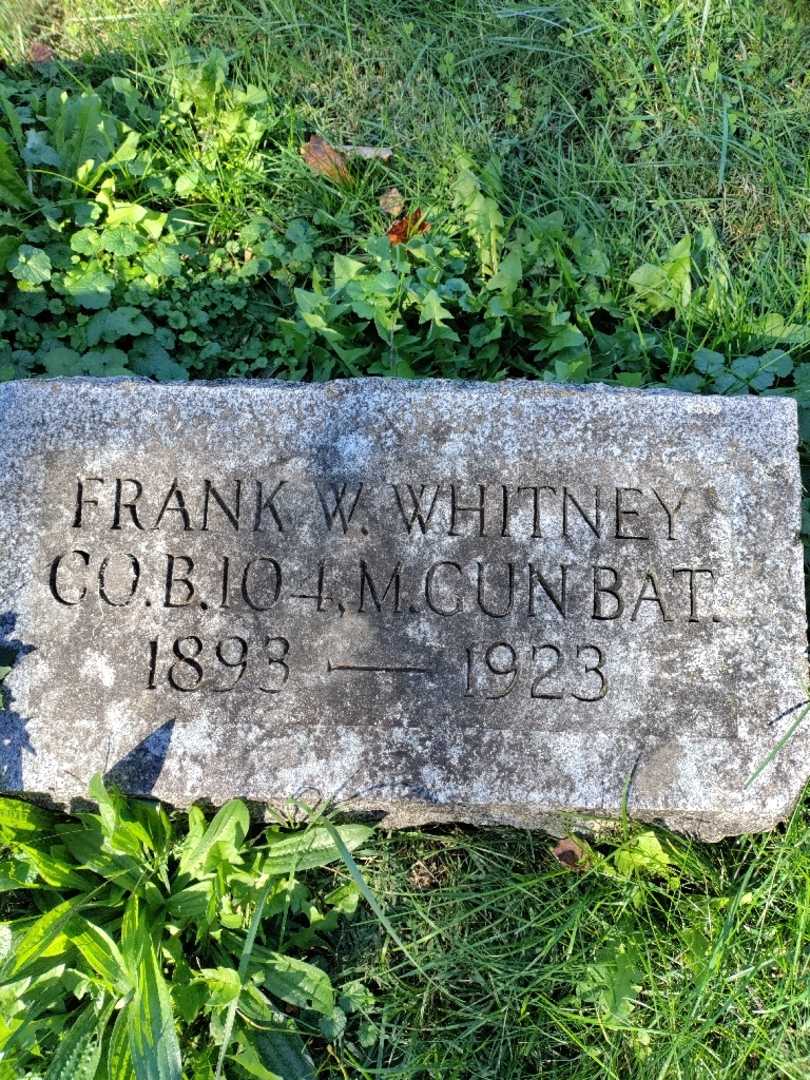 FRANK W. WHITNEY
CO. B. 104, M. GUN BAT.
1893 — 1923